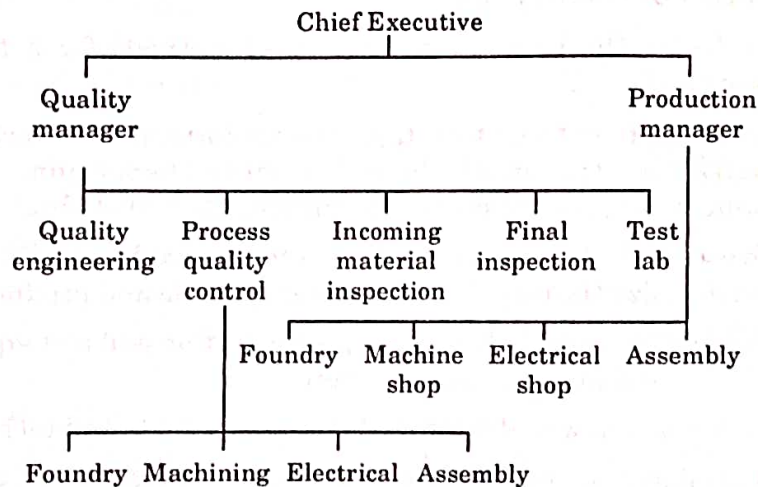 Chief Executive
Quality
manager
Production
manager
Quality
engineering
Process
quality
control
Incoming
material
inspection
Final
inspection
Test
lab
Foundry
Machine
shop
Electrical
shop
Assembly
Foundry Machining Electrical Assembly